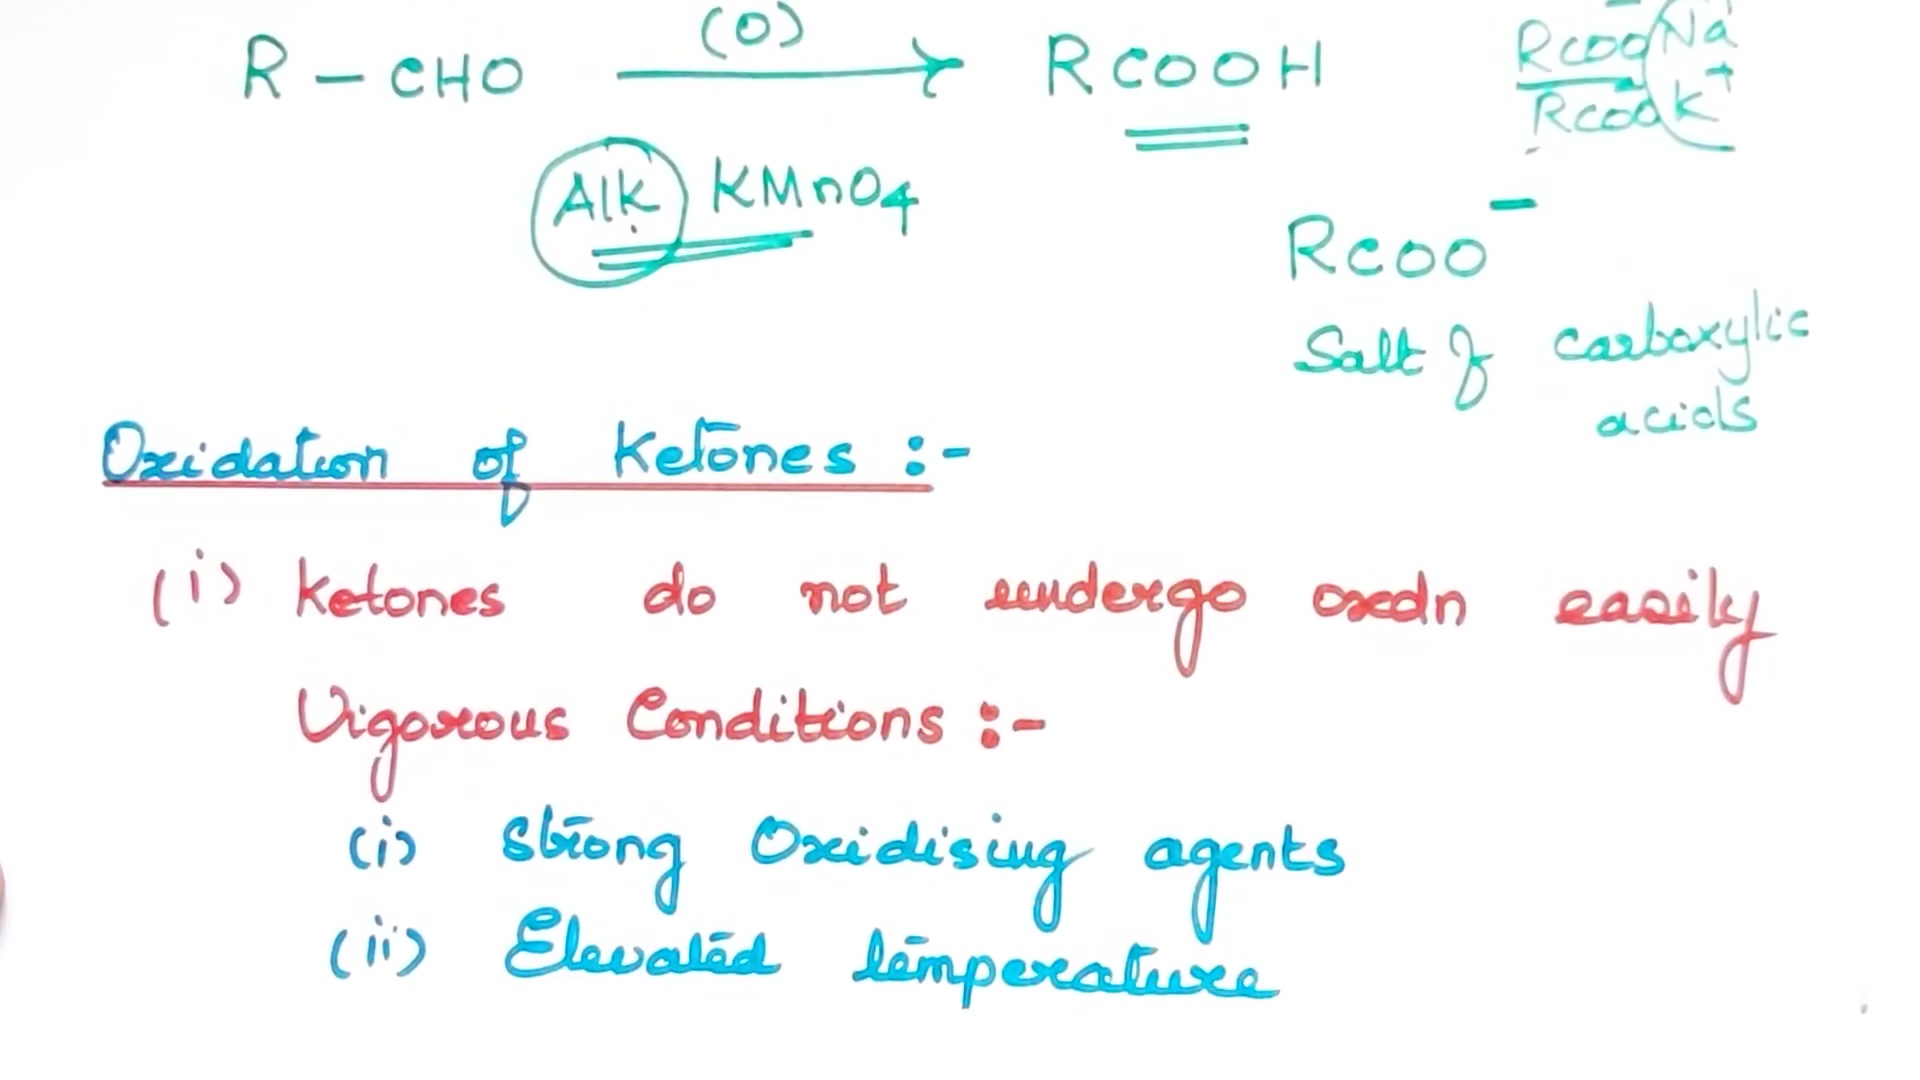 (O)
R - CHO → RCOOH
Alk KMnO4
RCOO⁻Na⁺
RCOO⁻K⁺
RCOO⁻
Salt of carboxylic
acids
Oxidation of Ketones :-
(i) Ketones do not undergo oxdn easily
Vigorous Conditions :-
(i) Strong Oxidising agents
(ii) Elevated temperature